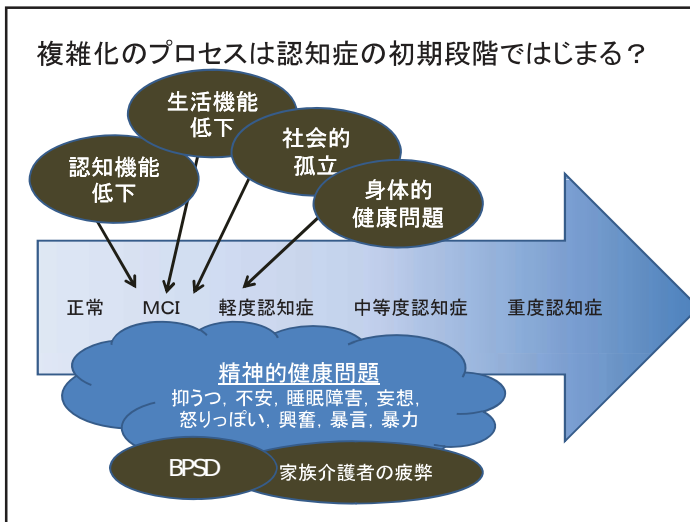 複雑化のプロセスは認知症の初期段階ではじまる？
生活機能
低下
社会的
孤立
認知機能
低下
身体的
健康問題
正常 MCI 軽度認知症 中等度認知症 重度認知症
精神的健康問題
抑うつ, 不安, 睡眠障害, 妄想,
怒りっぽい, 興奮, 暴言, 暴力
BPSD
家族介護者の疲弊